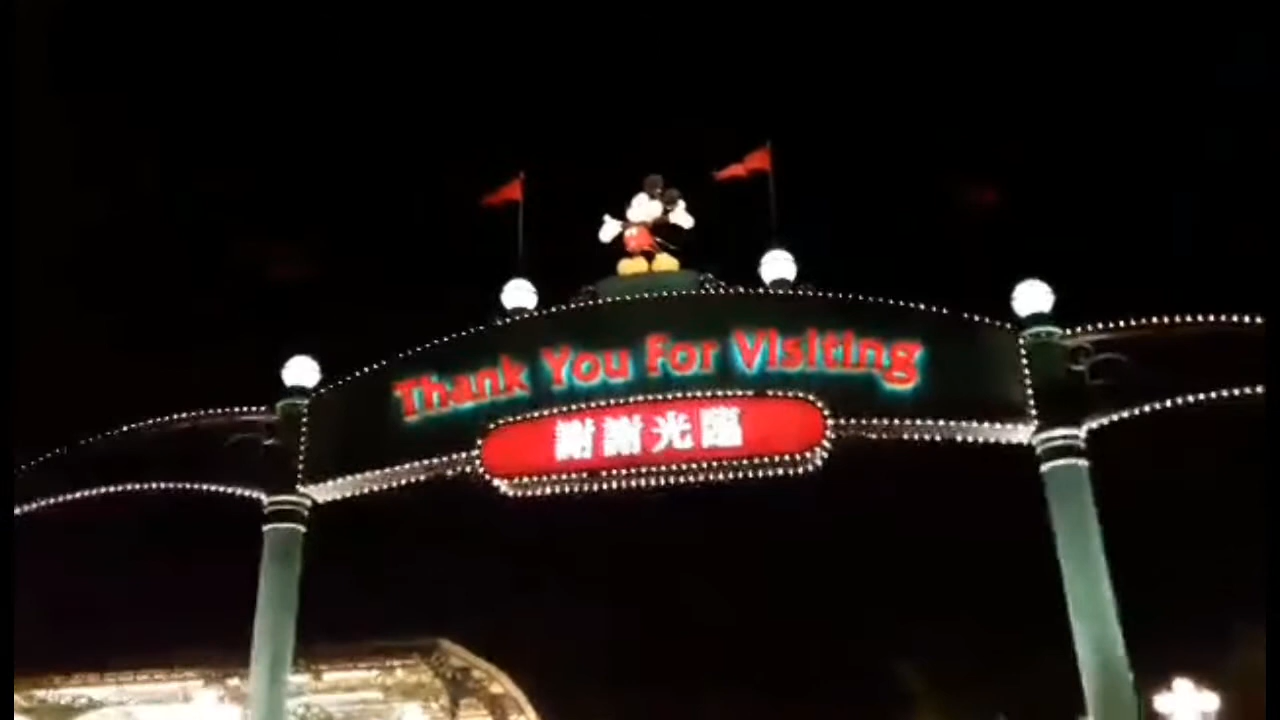 Thank You For Visiting
謝謝光臨